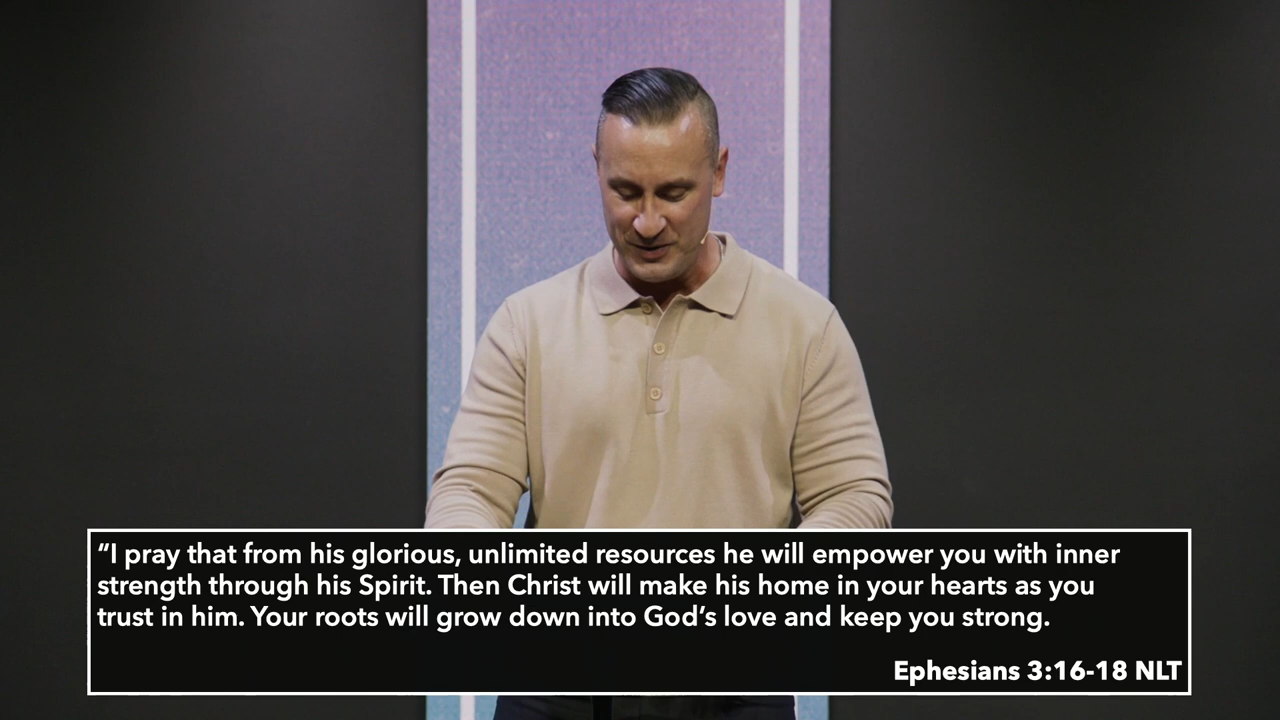 “I pray that from his glorious, unlimited resources he will empower you with inner
strength through his Spirit. Then Christ will make his home in your hearts as you
trust in him. Your roots will grow down into God’s love and keep you strong.
Ephesians 3:16-18 NLT